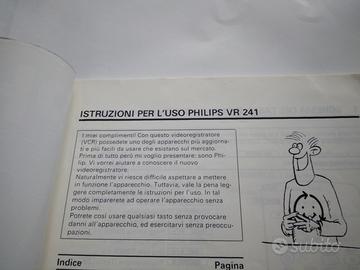 ISTRUZIONI PER L'USO PHILIPS VR 241
I miei complimenti! Con questo videoregistratore
(VCR) possedete uno degli apparecchi più aggiorna-
ti e più facili da usare che esistano sul mercato.
Prima di tutto però mi voglio presentare: sono Phi-
lip. Vi vorrei aiutare a conoscere il nuovo
videoregistratore.
Naturalmente vi riesce difficile aspettare a mettere
in funzione l'apparecchio. Tuttavia, vale la pena leg-
gere completamente le istruzioni per l'uso. In tal
modo imparerete ad operare l'apparecchio senza
problemi.
Potrete così usare qualsiasi tasto senza provocare
danni all'apparecchio, ed esercitarvi senza preoccu-
pazioni.
Indice Pagina
subito